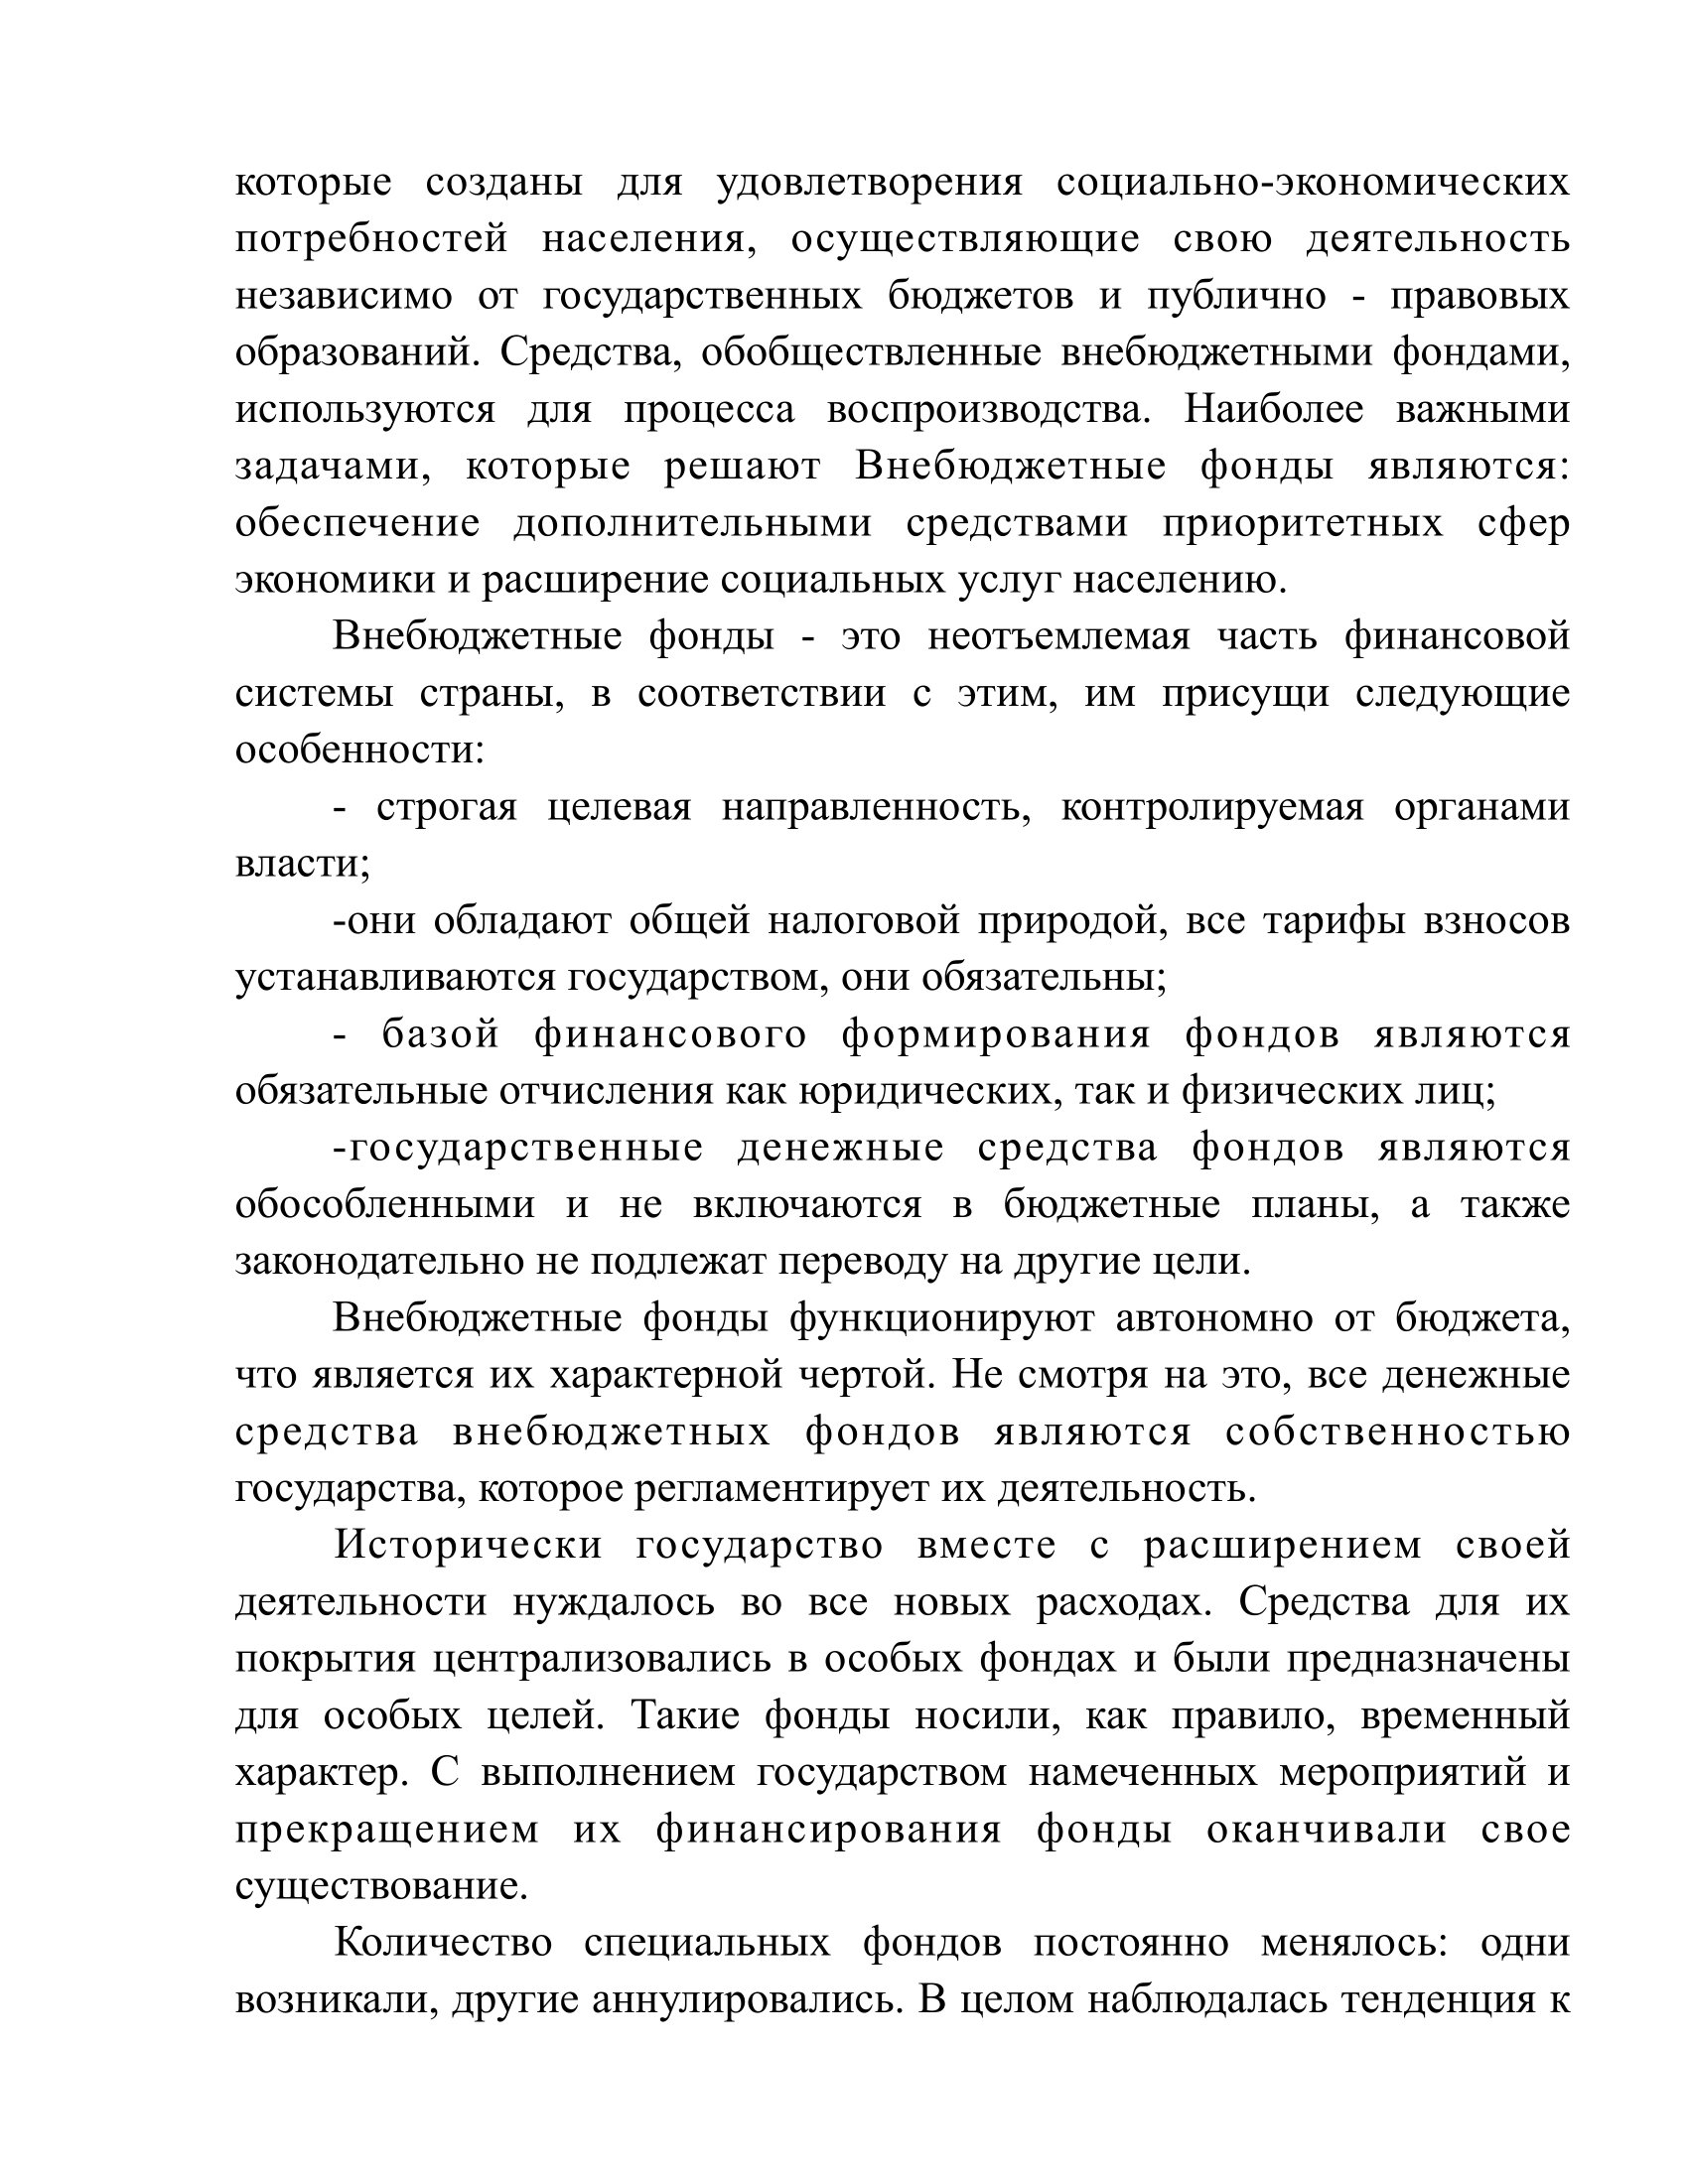 которые созданы для удовлетворения социально-экономических
потребностей населения, осуществляющие свою деятельность
независимо от государственных бюджетов и публично - правовых
образований. Средства, обобществленные внебюджетными фондами,
используются для процесса воспроизводства. Наиболее важными
задачами, которые решают Внебюджетные фонды являются:
обеспечение дополнительными средствами приоритетных сфер
экономики и расширение социальных услуг населению.
Внебюджетные фонды - это неотъемлемая часть финансовой
системы страны, в соответствии с этим, им присущи следующие
особенности:
- строгая целевая направленность, контролируемая органами
власти;
-они обладают общей налоговой природой, все тарифы взносов
устанавливаются государством, они обязательны;
- базой финансового формирования фондов являются
обязательные отчисления как юридических, так и физических лиц;
-государственные денежные средства фондов являются
обособленными и не включаются в бюджетные планы, а также
законодательно не подлежат переводу на другие цели.
Внебюджетные фонды функционируют автономно от бюджета,
что является их характерной чертой. Не смотря на это, все денежные
средства внебюджетных фондов являются собственностью
государства, которое регламентирует их деятельность.
Исторически государство вместе с расширением своей
деятельности нуждалось во все новых расходах. Средства для их
покрытия централизовались в особых фондах и были предназначены
для особых целей. Такие фонды носили, как правило, временный
характер. С выполнением государством намеченных мероприятий и
прекращением их финансирования фонды оканчивали свое
существование.
Количество специальных фондов постоянно менялось: одни
возникали, другие аннулировались. В целом наблюдалась тенденция к